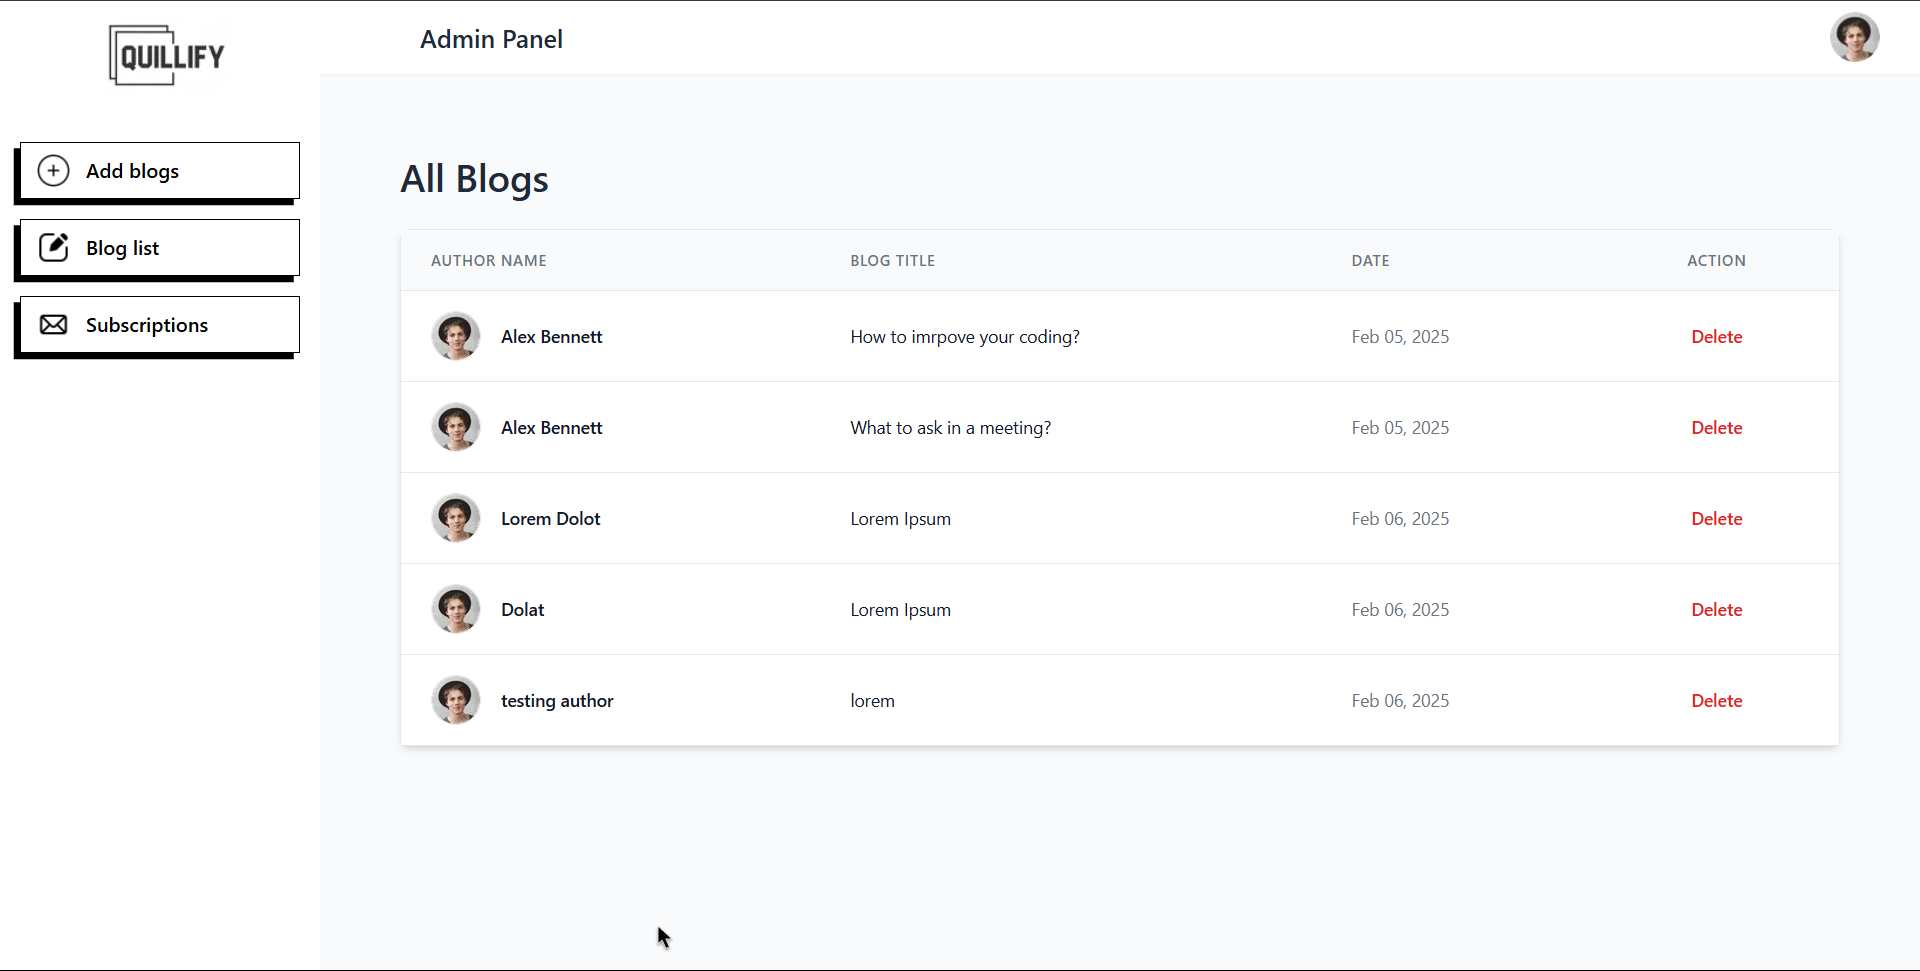 QUILLIFY
Admin Panel
Add blogs
Blog list
Subscriptions
All Blogs
AUTHOR NAME BLOG TITLE DATE ACTION
Alex Bennett How to imrpove your coding? Feb 05, 2025 Delete
Alex Bennett What to ask in a meeting? Feb 05, 2025 Delete
Lorem Dolot Lorem Ipsum Feb 06, 2025 Delete
Dolat Lorem Ipsum Feb 06, 2025 Delete
testing author lorem Feb 06, 2025 Delete